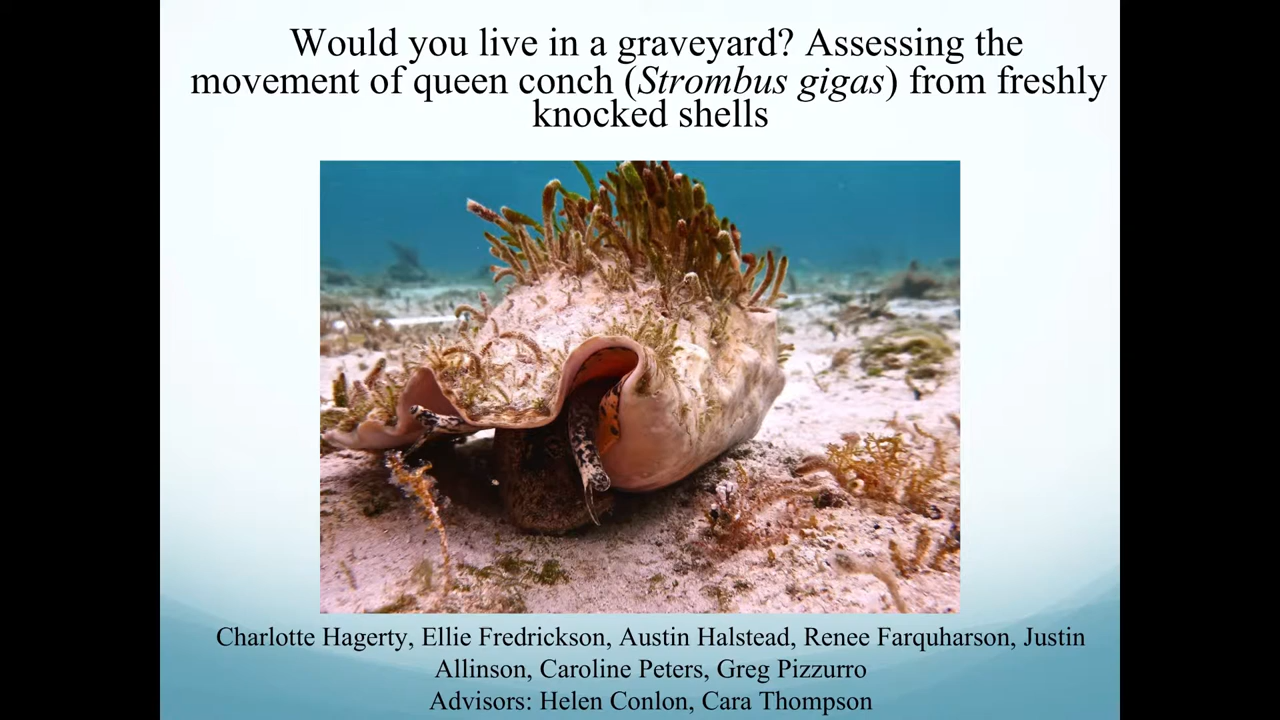 Would you live in a graveyard? Assessing the
movement of queen conch (Strombus gigas) from freshly
knocked shells
Charlotte Hagerty, Ellie Fredrickson, Austin Halstead, Renee Farquharson, Justin
Allinson, Caroline Peters, Greg Pizzurro
Advisors: Helen Conlon, Cara Thompson